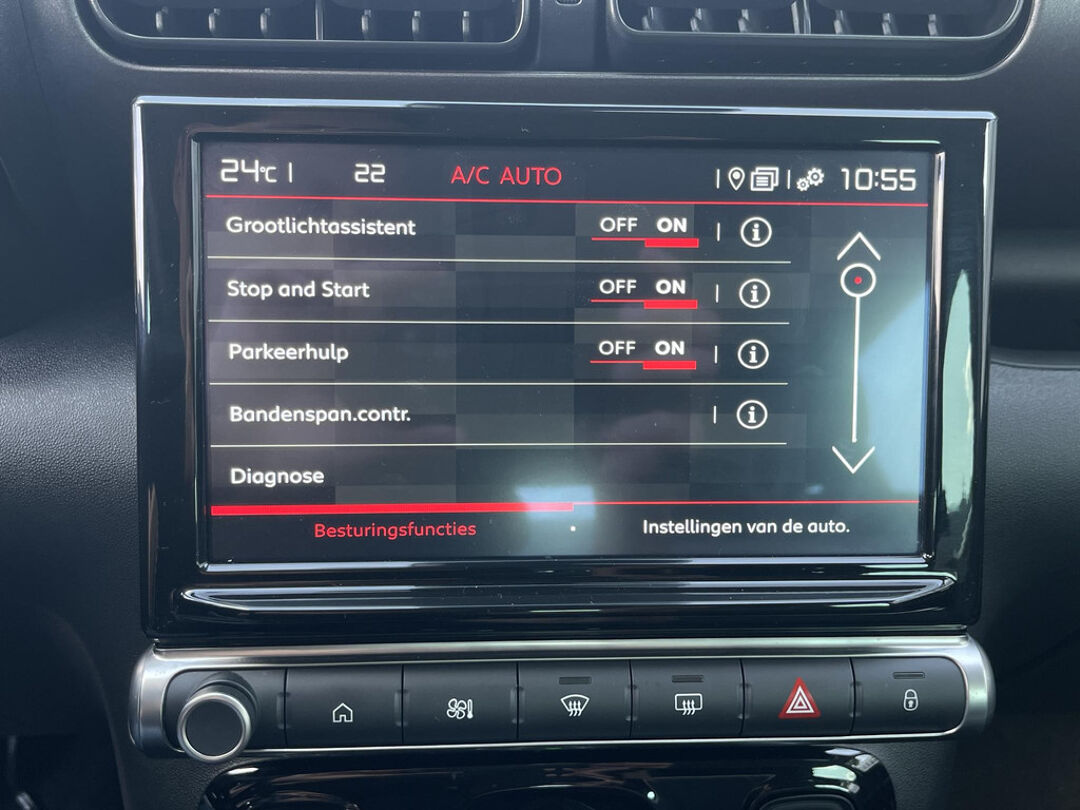 24°C | 22 A/C AUTO 10:55
Grootlichtassistent OFF ON
Stop and Start OFF ON
Parkeerhulp OFF ON
Bandenspan.contr.
Diagnose
Besturingsfuncties Instellingen van de auto.